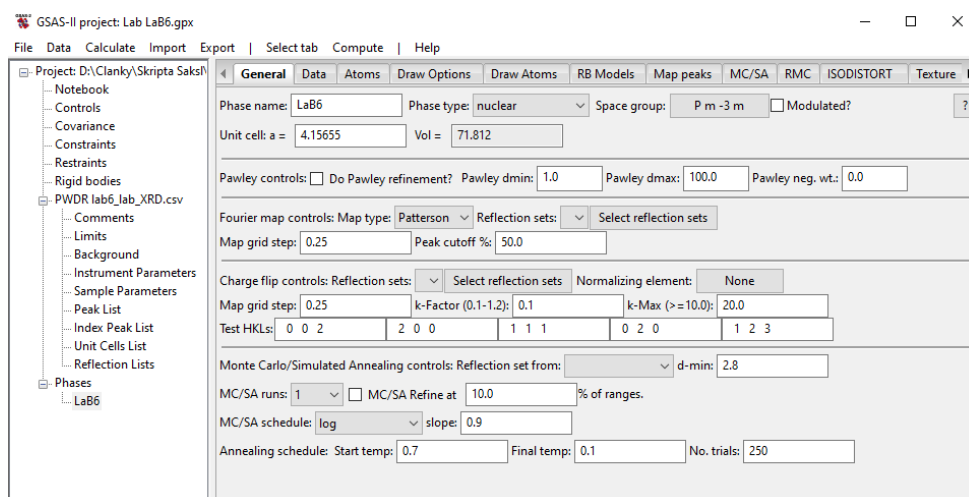 GSAS-II project: Lab LaB6.gpx
File Data Calculate Import Export | Select tab Compute | Help
Project: D:\Clanky\Skripta Saksl\
Notebook
Controls
Covariance
Constraints
Restraints
Rigid bodies
PWDR lab6_lab_XRD.csv
Comments
Limits
Background
Instrument Parameters
Sample Parameters
Peak List
Index Peak List
Unit Cells List
Reflection Lists
Phases
LaB6
General Data Atoms Draw Options Draw Atoms RB Models Map peaks MC/SA RMC ISODISTORT Texture
Phase name: LaB6 Phase type: nuclear Space group: P m -3 m Modulated? ?
Unit cell: a = 4.15655 Vol = 71.812
Pawley controls: Do Pawley refinement? Pawley dmin: 1.0 Pawley dmax: 100.0 Pawley neg. wt.: 0.0
Fourier map controls: Map type: Patterson Reflection sets: Select reflection sets
Map grid step: 0.25 Peak cutoff %: 50.0
Charge flip controls: Reflection sets: Select reflection sets Normalizing element: None
Map grid step: 0.25 k-Factor (0.1-1.2): 0.1 k-Max (>=10.0): 20.0
Test HKLs: 0 0 2 2 0 0 1 1 1 0 2 0 1 2 3
Monte Carlo/Simulated Annealing controls: Reflection set from: d-min: 2.8
MC/SA runs: 1 MC/SA Refine at 10.0 % of ranges.
MC/SA schedule: log slope: 0.9
Annealing schedule: Start temp: 0.7 Final temp: 0.1 No. trials: 250